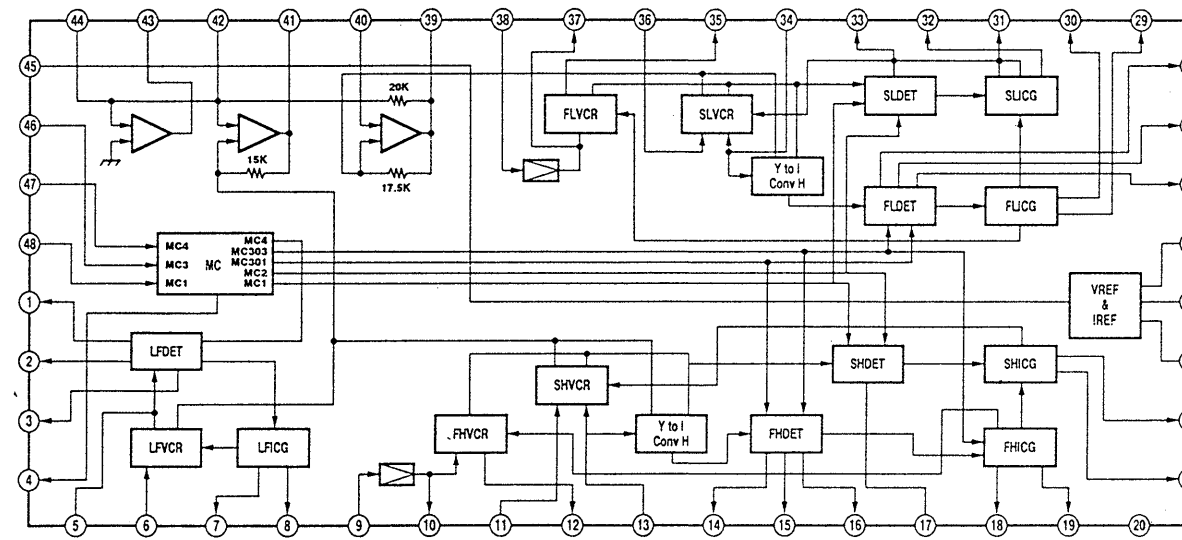 44 43 42 41 40 39 38 37 36 35 34 33 32 31 30 29
45
20K
SLDET SLICG
FLVCR SLVCR
46
15K
17.5K
Y to I
Conv H
47
FLDET FLICG
MC4 MC4
MC303
MC3 MC MC301
MC2
MC1 MC1
48
VREF
&
IREF
1
LFDET
2
SHVCR
SHDET SHICG
3
LFVCR LFICG
FHVCR
Y to I
Conv H
FHDET
FHICG
4
5 6 7 8 9 10 11 12 13 14 15 16 17 18 19 20